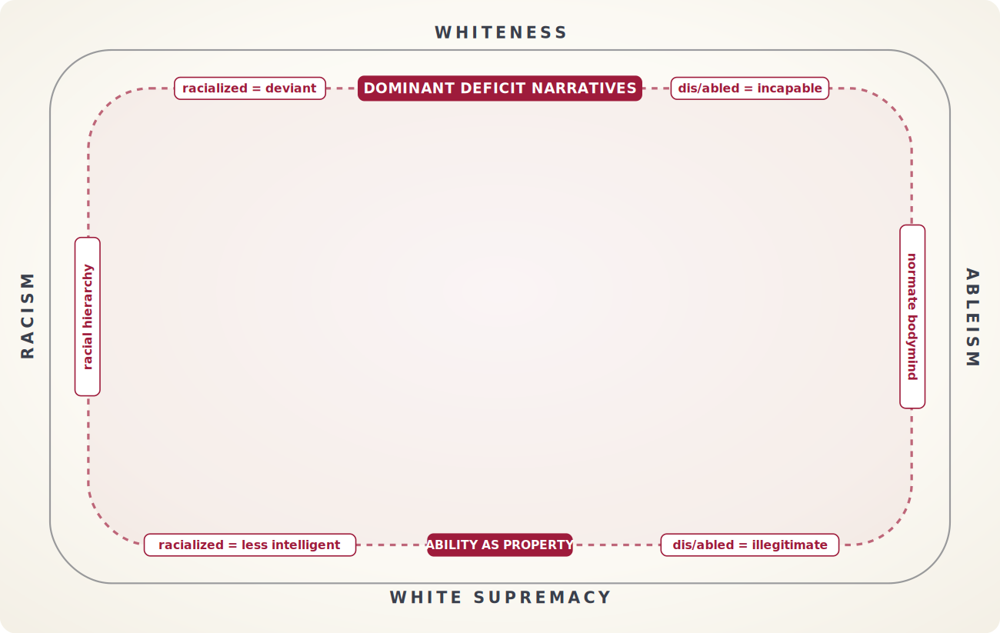 WHITENESS
racialized = deviant
DOMINANT DEFICIT NARRATIVES
dis/abled = incapable
RACISM
racial hierarchy
normate bodymind
ABLEISM
racialized = less intelligent
ABILITY AS PROPERTY
dis/abled = illegitimate
WHITE SUPREMACY